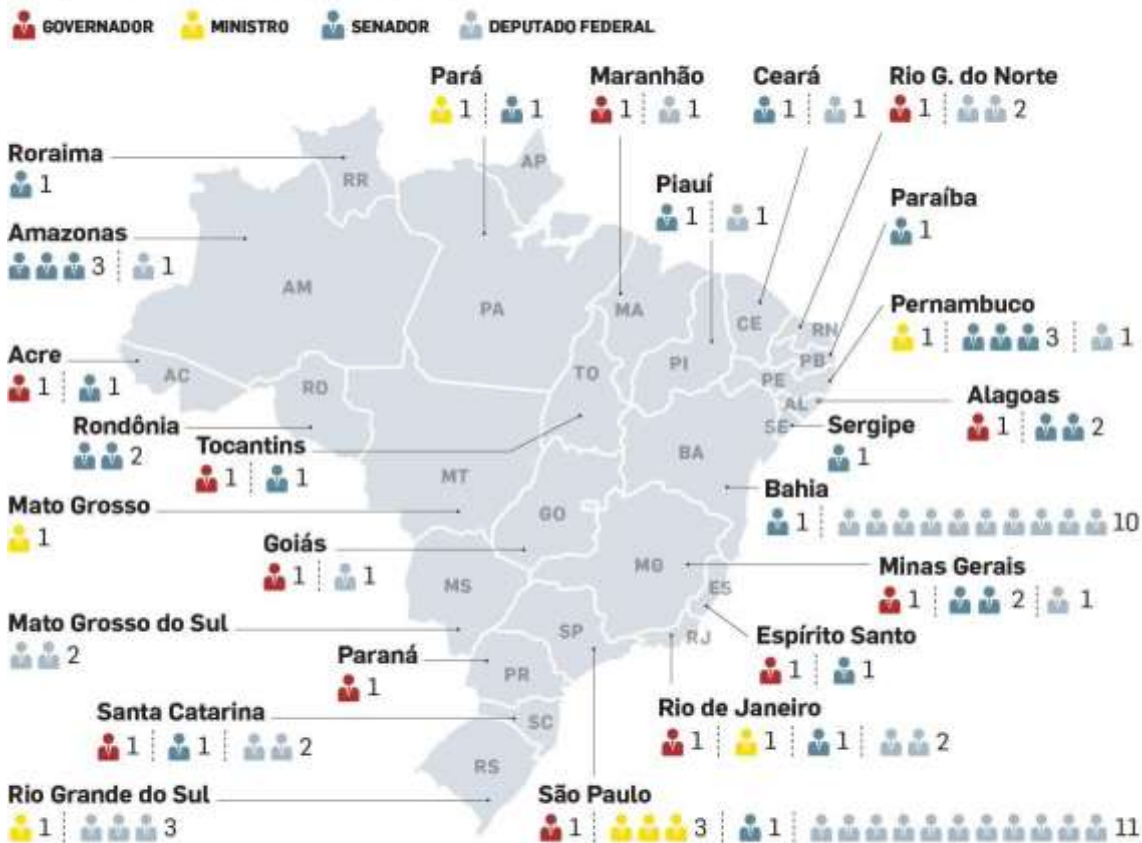 GOVERNADOR MINISTRO SENADOR DEPUTADO FEDERAL
Pará
1 1
Maranhão
1 1
Ceará
1 1
Rio G. do Norte
1 2
Roraima
1
Piauí
1 1
Paraíba
1
Amazonas
3 1
Pernambuco
1 3 1
Acre
1 1
Alagoas
1 2
Rondônia
2
Tocantins
1 1
Sergipe
1
Mato Grosso
1
Bahia
1 10
Goiás
1 1
Minas Gerais
1 2 1
Mato Grosso do Sul
2
Paraná
1
Espírito Santo
1 1
Santa Catarina
1 1 2
Rio de Janeiro
1 1 1 2
Rio Grande do Sul
1 3
São Paulo
1 3 1 11
RR
AP
AM
PA
MA
CE
RN
PB
PI
PE
AL
SE
AC
RO
TO
BA
MT
GO
MG
ES
MS
SP
RJ
PR
SC
RS